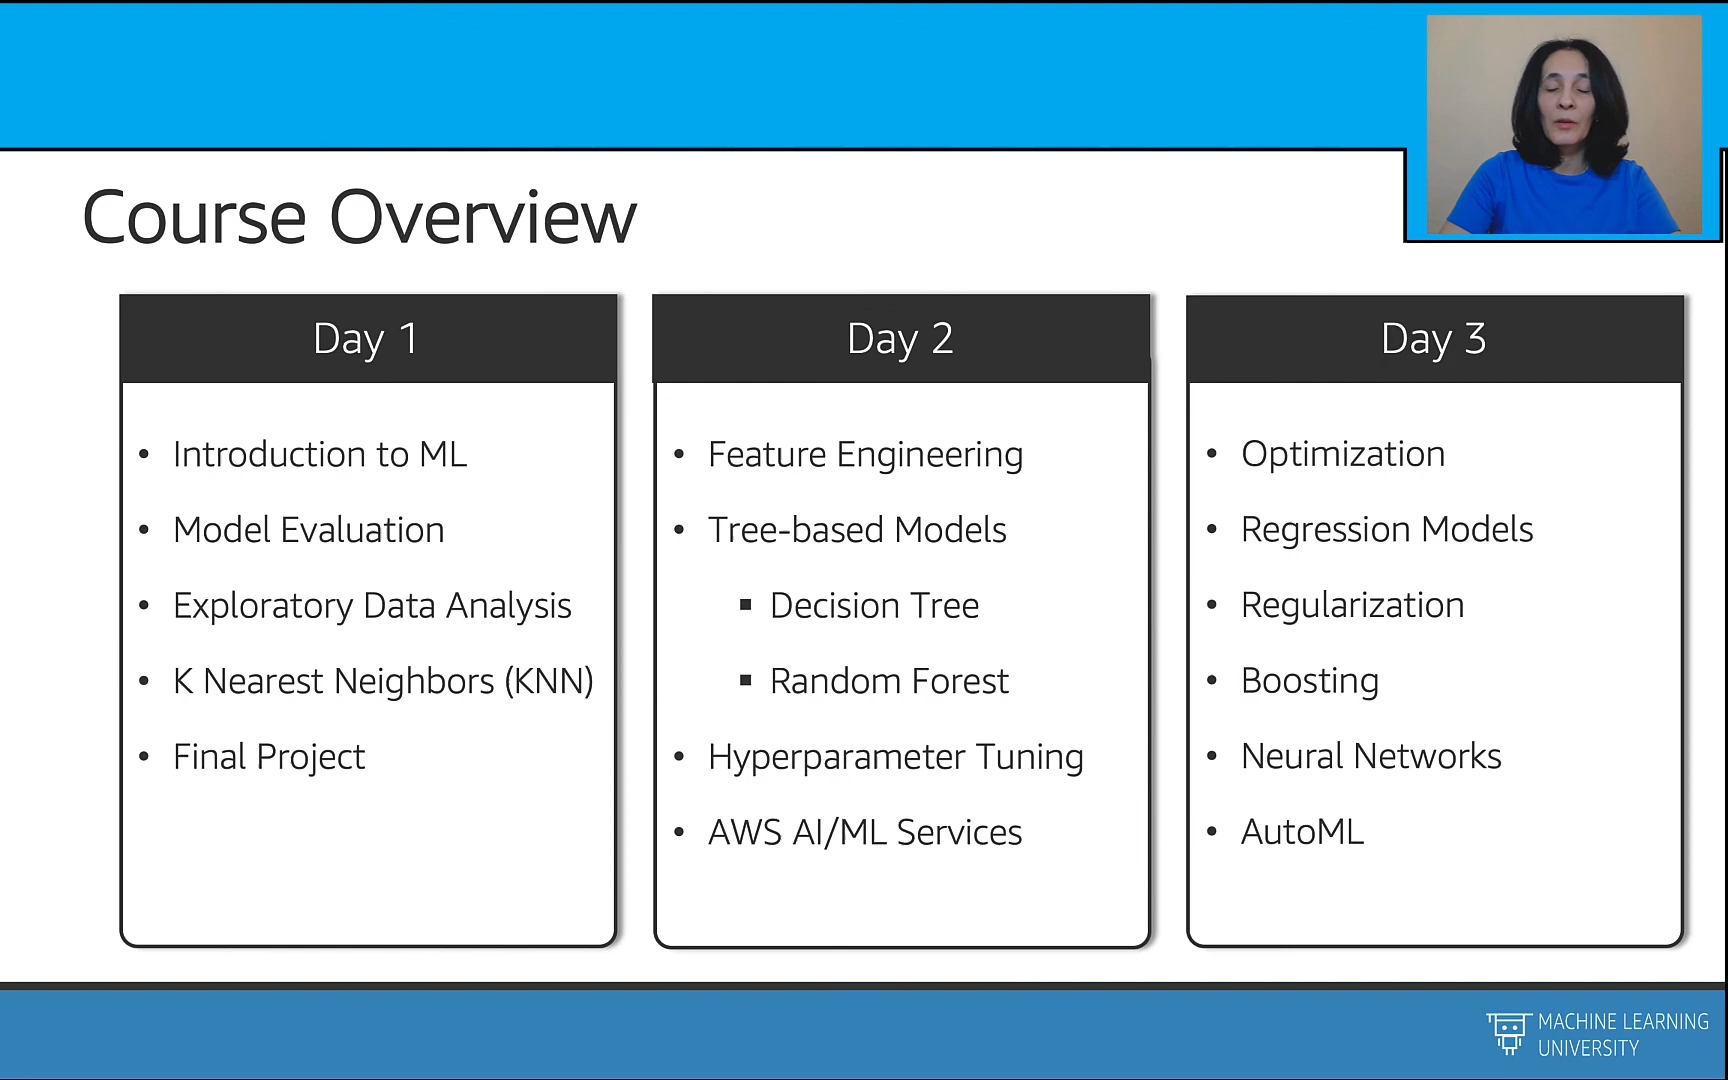 Course Overview
Day 1
• Introduction to ML
• Model Evaluation
• Exploratory Data Analysis
• K Nearest Neighbors (KNN)
• Final Project
Day 2
• Feature Engineering
• Tree-based Models
▪ Decision Tree
▪ Random Forest
• Hyperparameter Tuning
• AWS AI/ML Services
Day 3
• Optimization
• Regression Models
• Regularization
• Boosting
• Neural Networks
• AutoML
MACHINE LEARNING
UNIVERSITY